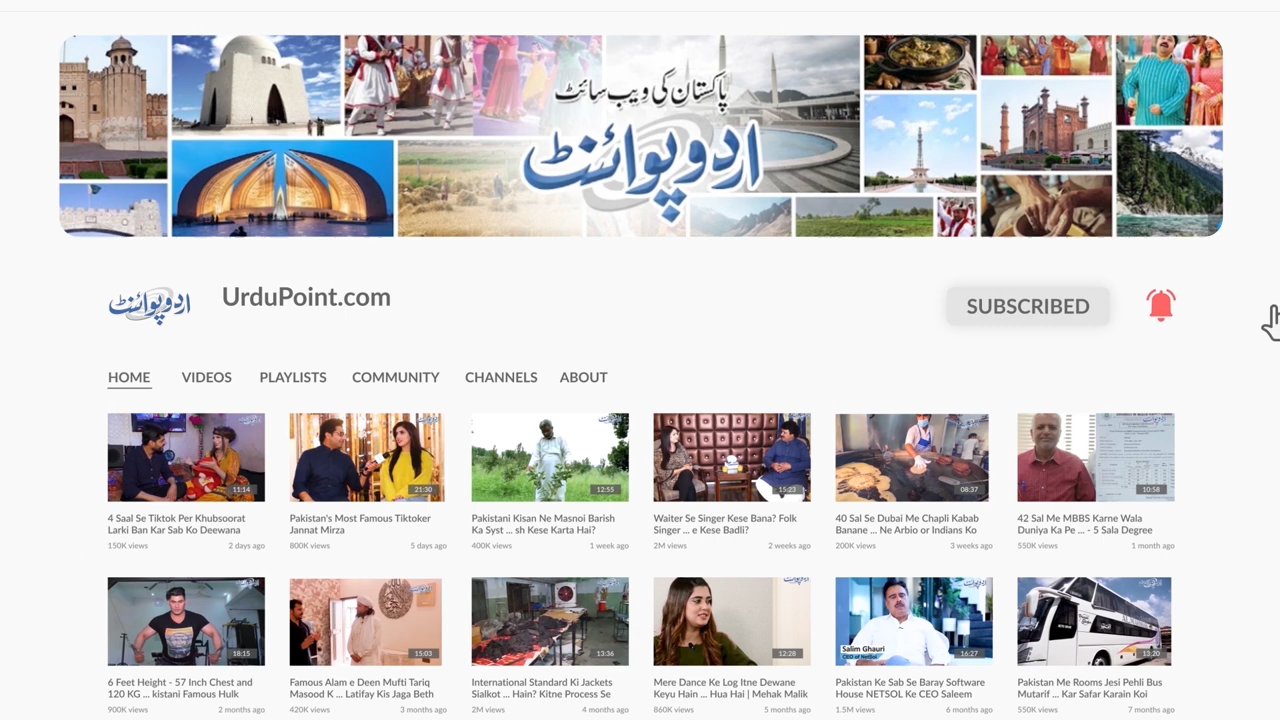 پاکستان کی ویب سائٹ
اردو پوائنٹ
اردو پوائنٹ
UrduPoint.com
SUBSCRIBED
HOME VIDEOS PLAYLISTS COMMUNITY CHANNELS ABOUT
11:14 21:30 12:55 15:23 08:37 10:58
4 Saal Se Tiktok Per Khubsoorat
Larki Ban Kar Sab Ko Deewana
150K views 2 days ago
Pakistan's Most Famous Tiktoker
Jannat Mirza
800K views 5 days ago
Pakistani Kisan Ne Masnoi Barish
Ka Syst ... sh Kese Karta Hai?
400K views 1 week ago
Waiter Se Singer Kese Bana? Folk
Singer ... e Kese Badli?
2M views 2 weeks ago
40 Sal Se Dubai Me Chapli Kabab
Banane ... Ne Arbio or Indians Ko
200K views 3 weeks ago
42 Sal Me MBBS Karne Wala
Duniya Ka Pe ... - 5 Sala Degree
550K views 1 month ago
18:15 15:03 13:36 12:28 16:27 13:20
Salim Ghauri
CEO of NetSol
6 Feet Height - 57 Inch Chest and
120 KG ... kistani Famous Hulk
900K views 2 months ago
Famous Alam e Deen Mufti Tariq
Masood K ... Latifay Kis Jaga Beth
420K views 3 months ago
International Standard Ki Jackets
Sialkot ... Hain? Kitne Process Se
2M views 4 months ago
Mere Dance Ke Log Itne Dewane
Keyu Hain ... Hua Hai | Mehak Malik
860K views 5 months ago
Pakistan Ke Sab Se Baray Software
House NETSOL Ke CEO Saleem
1.5M views 6 months ago
Pakistan Me Rooms Jesi Pehli Bus
Mutarif ... Kar Safar Karain Koi
550K views 7 months ago